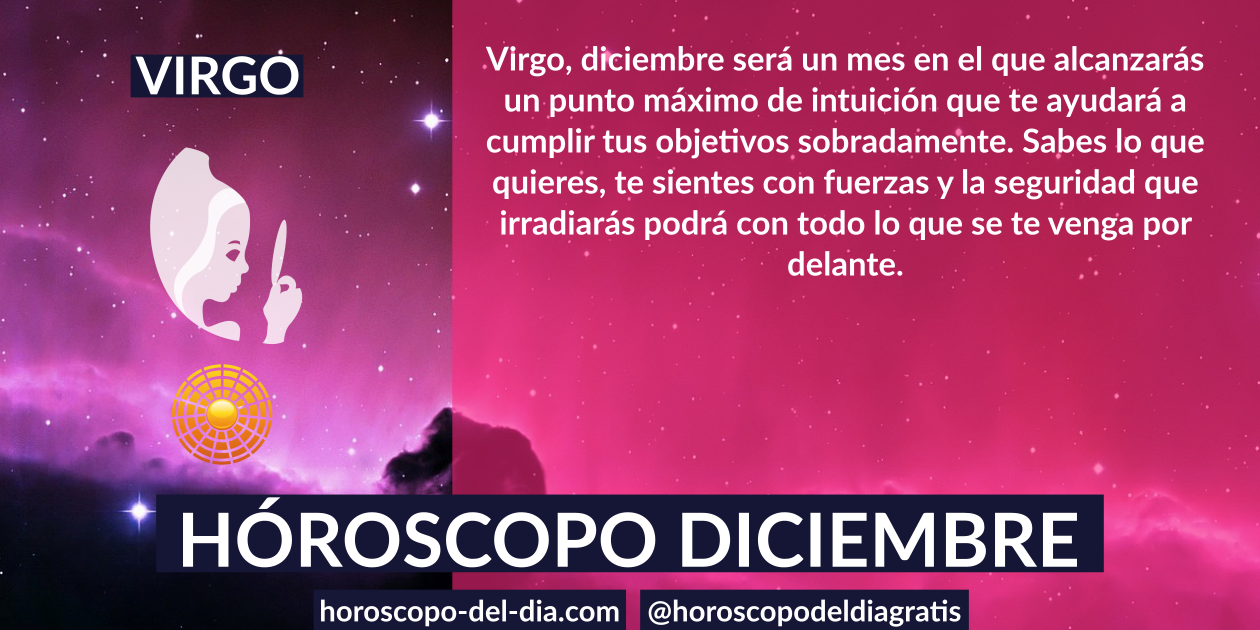 VIRGO
Virgo, diciembre será un mes en el que alcanzarás
un punto máximo de intuición que te ayudará a
cumplir tus objetivos sobradamente. Sabes lo que
quieres, te sientes con fuerzas y la seguridad que
irradiarás podrá con todo lo que se te venga por
delante.
HÓROSCOPO DICIEMBRE
horoscopo-del-dia.com
@horoscopodeldiagratis